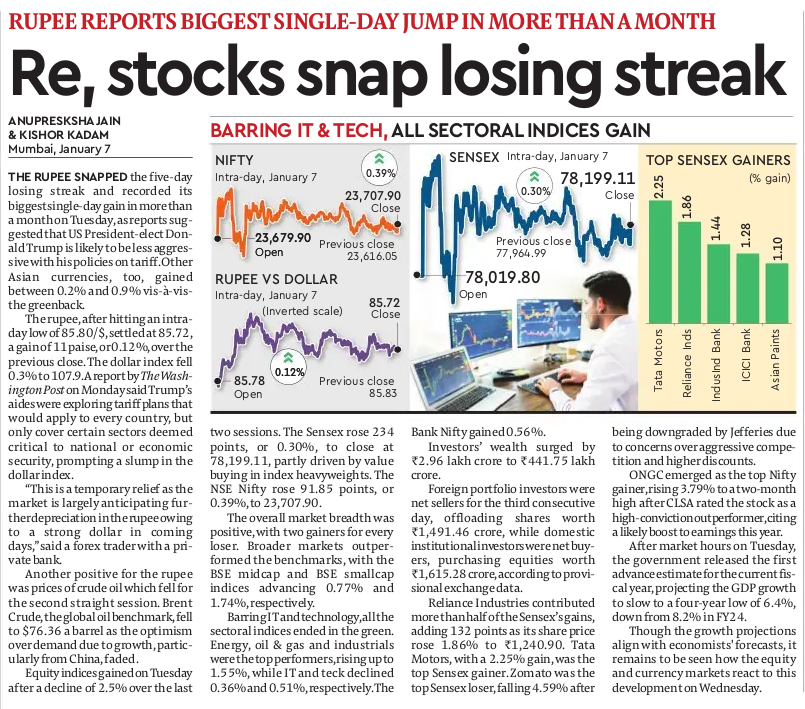 RUPEE REPORTS BIGGEST SINGLE-DAY JUMP IN MORE THAN A MONTH
Re, stocks snap losing streak
ANUPRESKSHA JAIN
& KISHOR KADAM
Mumbai, January 7
THE RUPEE SNAPPED the five-day
losing streak and recorded its
biggest single-day gain in more than
a month on Tuesday, as reports sug-
gested that US President-elect Don-
ald Trump is likely to be less aggres-
sive with his policies on tariff. Other
Asian currencies, too, gained
between 0.2% and 0.9% vis-à-vis
the greenback.
The rupee, after hitting an intra-
day low of 85.80/$, settled at 85.72,
a gain of 11 paise, or 0.12%, over the
previous close. The dollar index fell
0.3% to 107.9. A report by The Wash-
ington Post on Monday said Trump's
aides were exploring tariff plans that
would apply to every country, but
only cover certain sectors deemed
critical to national or economic
security, prompting a slump in the
dollar index.
"This is a temporary relief as the
market is largely anticipating fur-
ther depreciation in the rupee owing
to a strong dollar in coming
days," said a forex trader with a pri-
vate bank.
Another positive for the rupee
was prices of crude oil which fell for
the second straight session. Brent
Crude, the global oil benchmark, fell
to $76.36 a barrel as the optimism
over demand due to growth, partic-
ularly from China, faded.
Equity indices gained on Tuesday
after a decline of 2.5% over the last
BARRING IT & TECH, ALL SECTORAL INDICES GAIN
NIFTY
Intra-day, January 7
0.39%
23,707.90
Close
23,679.90
Open
Previous close
23,616.05
RUPEE VS DOLLAR
Intra-day, January 7
(Inverted scale)
85.72
Close
85.78
Open
0.12%
Previous close
85.83
SENSEX Intra-day, January 7
0.30%
78,199.11
Close
Previous close
77,964.99
78,019.80
Open
TOP SENSEX GAINERS
(% gain)
2.25
1.86
1.44
1.28
1.10
Tata Motors
Reliance Inds
IndusInd Bank
ICICI Bank
Asian Paints
two sessions. The Sensex rose 234
points, or 0.30%, to close at
78,199.11, partly driven by value
buying in index heavyweights. The
NSE Nifty rose 91.85 points, or
0.39%, to 23,707.90.
The overall market breadth was
positive, with two gainers for every
loser. Broader markets outper-
formed the benchmarks, with the
BSE midcap and BSE smallcap
indices advancing 0.77% and
1.74%, respectively.
Barring IT and technology, all the
sectoral indices ended in the green.
Energy, oil & gas and industrials
were the top performers, rising up to
1.55%, while IT and teck declined
0.36% and 0.51%, respectively. The
Bank Nifty gained 0.56%.
Investors' wealth surged by
₹2.96 lakh crore to ₹441.75 lakh
crore.
Foreign portfolio investors were
net sellers for the third consecutive
day, offloading shares worth
₹1,491.46 crore, while domestic
institutional investors were net buy-
ers, purchasing equities worth
₹1,615.28 crore, according to provi-
sional exchange data.
Reliance Industries contributed
more than half of the Sensex's gains,
adding 132 points as its share price
rose 1.86% to ₹1,240.90. Tata
Motors, with a 2.25% gain, was the
top Sensex gainer. Zomato was the
top Sensex loser, falling 4.59% after
being downgraded by Jefferies due
to concerns over aggressive compe-
tition and higher discounts.
ONGC emerged as the top Nifty
gainer, rising 3.79% to a two-month
high after CLSA rated the stock as a
high-conviction outperformer, citing
a likely boost to earnings this year.
After market hours on Tuesday,
the government released the first
advance estimate for the current fis-
cal year, projecting the GDP growth
to slow to a four-year low of 6.4%,
down from 8.2% in FY24.
Though the growth projections
align with economists' forecasts, it
remains to be seen how the equity
and currency markets react to this
development on Wednesday.